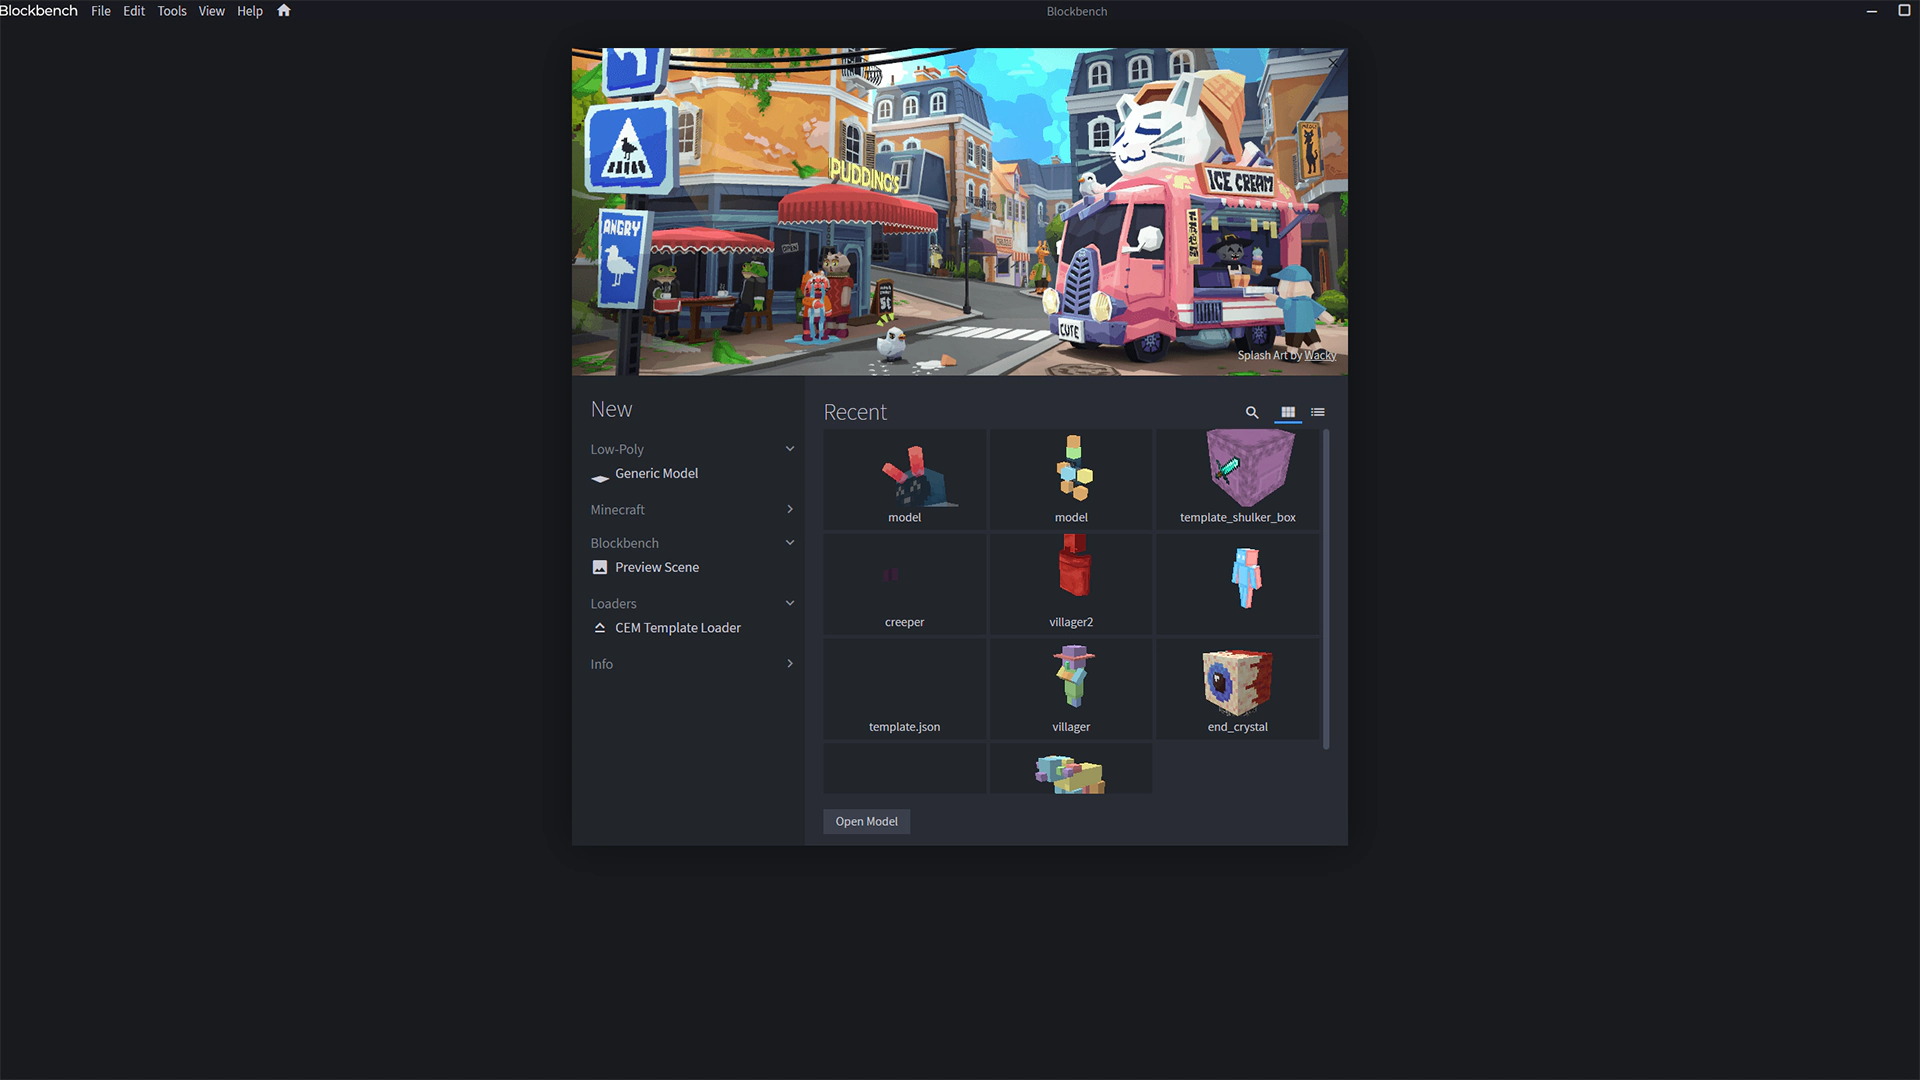 Blockbench File Edit Tools View Help
Blockbench
PUDDING'S
ICE CREAM
ANGRY
OPEN
CUTE
Splash Art by Wacky
New
Low-Poly
Generic Model
Minecraft
Blockbench
Preview Scene
Loaders
CEM Template Loader
Info
Recent
model
model
template_shulker_box
creeper
villager2
template.json
villager
end_crystal
Open Model